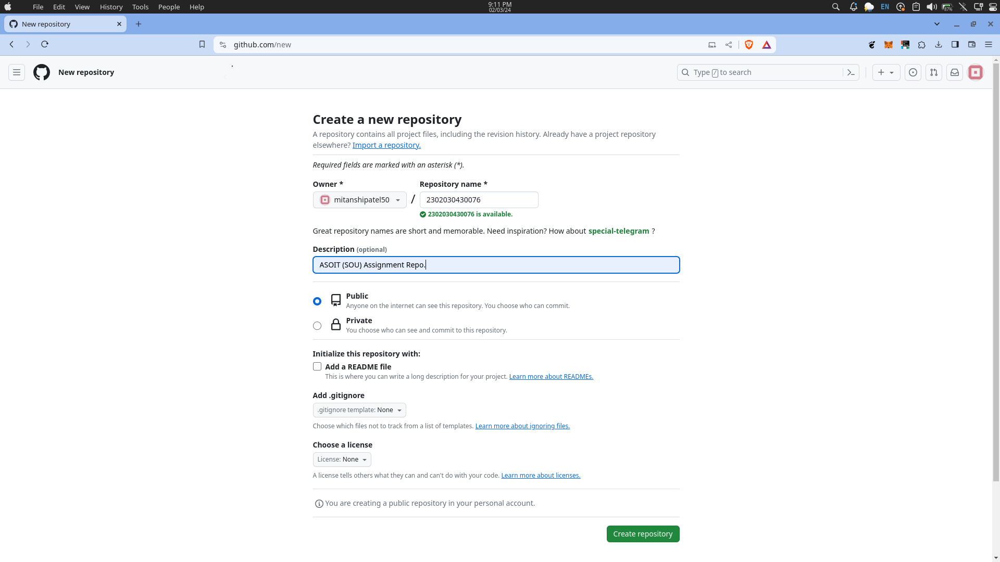 File Edit View History Tools People Help
9:11 PM
02/03/24
EN
87%
New repository
github.com/new
New repository
Type / to search
Create a new repository
A repository contains all project files, including the revision history. Already have a project repository
elsewhere? Import a repository.
Required fields are marked with an asterisk (*).
Owner * Repository name *
mitanshipatel50 / 2302030430076
2302030430076 is available.
Great repository names are short and memorable. Need inspiration? How about special-telegram ?
Description (optional)
ASOIT (SOU) Assignment Repo.
Public
Anyone on the internet can see this repository. You choose who can commit.
Private
You choose who can see and commit to this repository.
Initialize this repository with:
Add a README file
This is where you can write a long description for your project. Learn more about READMEs.
Add .gitignore
.gitignore template: None
Choose which files not to track from a list of templates. Learn more about ignoring files.
Choose a license
License: None
A license tells others what they can and can't do with your code. Learn more about licenses.
You are creating a public repository in your personal account.
Create repository